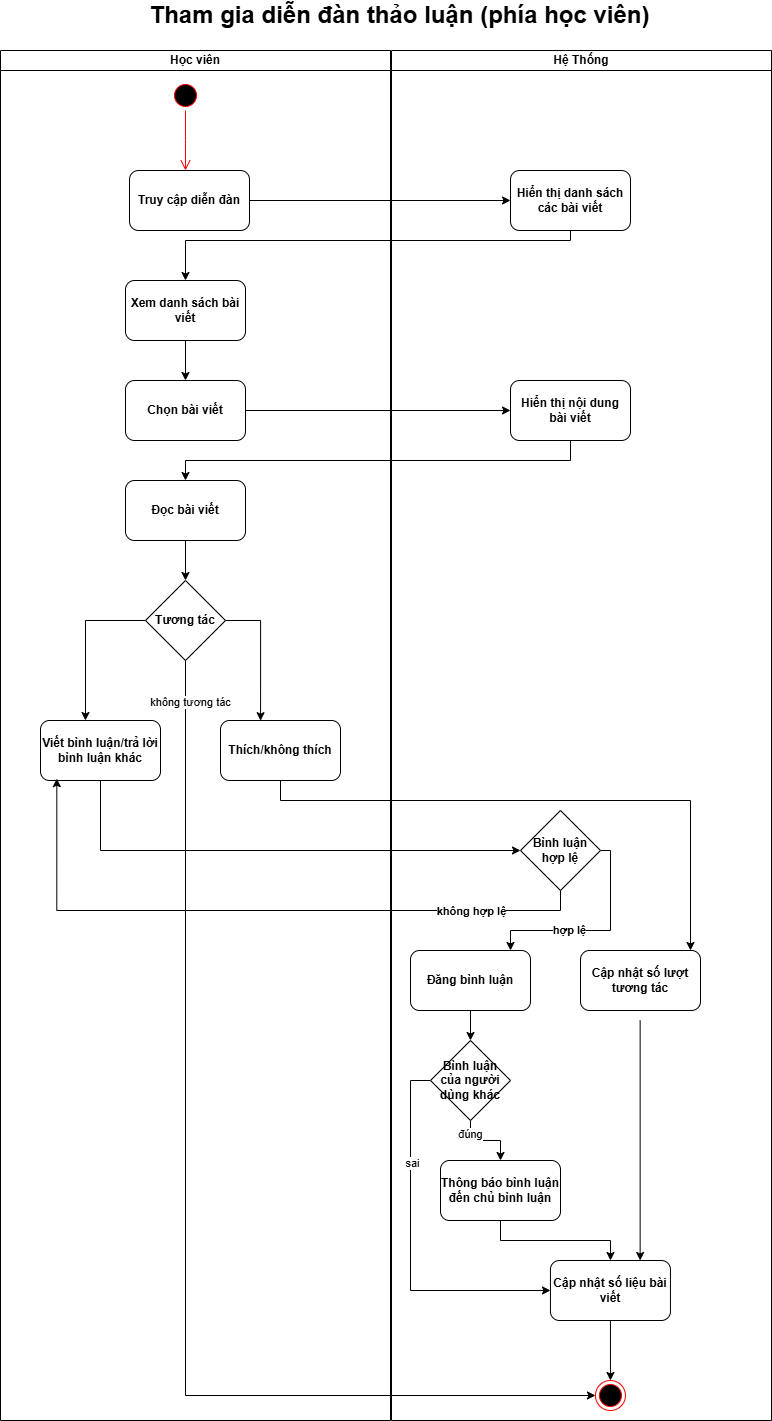 Tham gia diễn đàn thảo luận (phía học viên)
Học viên
Hệ Thống
Truy cập diễn đàn
Hiển thị danh sách
các bài viết
Xem danh sách bài
viết
Chọn bài viết
Hiển thị nội dung
bài viết
Đọc bài viết
Tương tác
không tương tác
Viết bình luận/trả lời
bình luận khác
Thích/không thích
Bình luận
hợp lệ
không hợp lệ
hợp lệ
Đăng bình luận
Cập nhật số lượt
tương tác
Bình luận
của người
dùng khác
đúng
sai
Thông báo bình luận
đến chủ bình luận
Cập nhật số liệu bài
viết